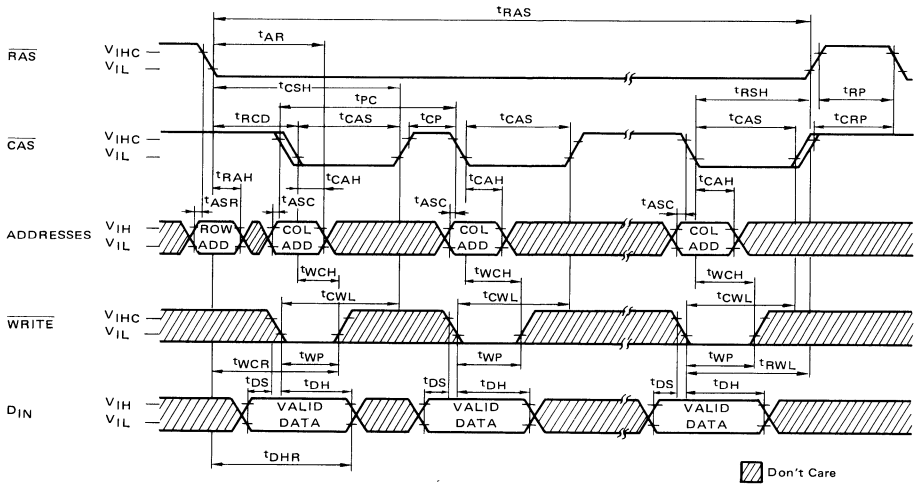 tRAS
tAR
RAS
VIHC
VIL
tCSH
tPC
tRSH
tRP
tRCD
tCAS
tCP
tCAS
tCAS
tCRP
CAS
VIHC
VIL
tRAH
tCAH
tCAH
tCAH
tASR
tASC
tASC
tASC
ADDRESSES
VIH
VIL
ROW ADD
COL ADD
COL ADD
COL ADD
tWCH
tWCH
tWCH
tCWL
tCWL
tCWL
WRITE
VIHC
VIL
tWCR
tWP
tWP
tWP
tRWL
tDS
tDH
tDS
tDH
tDS
tDH
DIN
VIH
VIL
VALID DATA
VALID DATA
VALID DATA
tDHR
Don't Care